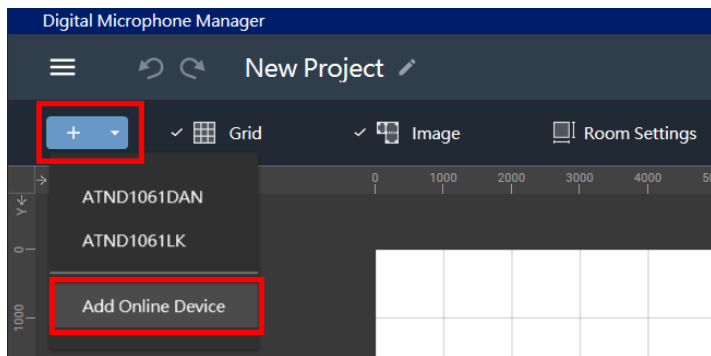 Digital Microphone Manager
New Project
+ Grid Image Room Settings
0 1000 2000 3000 4000
ATND1061DAN
Y
ATND1061LK
0
Add Online Device
1000